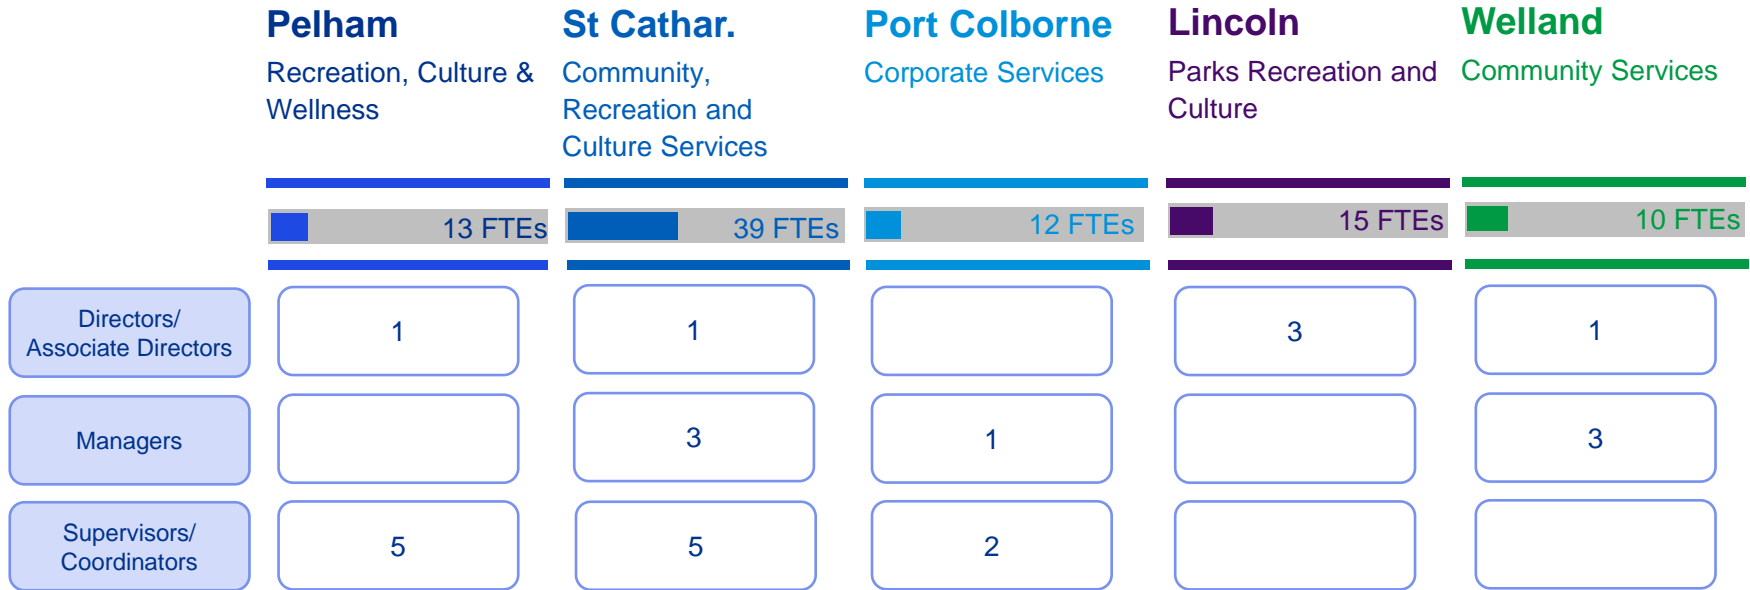 Pelham
Recreation, Culture &
Wellness
St Cathar.
Community,
Recreation and
Culture Services
Port Colborne
Corporate Services
Lincoln
Parks Recreation and
Culture
Welland
Community Services
13 FTEs
39 FTEs
12 FTEs
15 FTEs
10 FTEs
Directors/
Associate Directors
1
1
3
1
Managers
3
1
3
Supervisors/
Coordinators
5
5
2